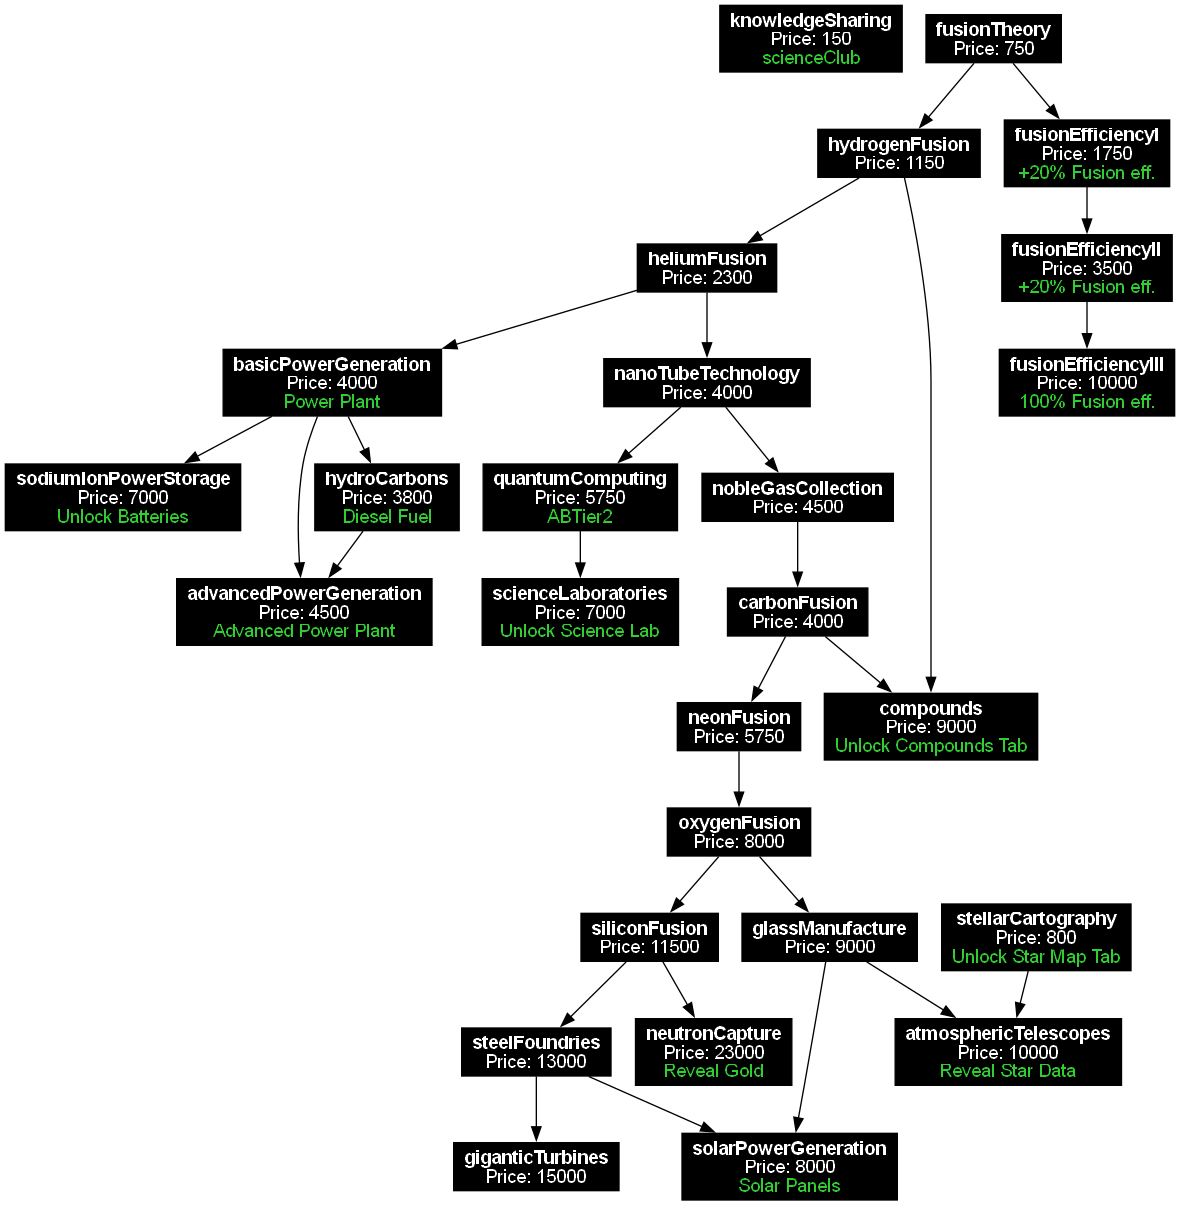 knowledgeSharing
Price: 150
scienceClub
fusionTheory
Price: 750
hydrogenFusion
Price: 1150
fusionEfficiencyI
Price: 1750
+20% Fusion eff.
heliumFusion
Price: 2300
fusionEfficiencyII
Price: 3500
+20% Fusion eff.
basicPowerGeneration
Price: 4000
Power Plant
nanoTubeTechnology
Price: 4000
fusionEfficiencyIII
Price: 10000
100% Fusion eff.
sodiumIonPowerStorage
Price: 7000
Unlock Batteries
hydroCarbons
Price: 3800
Diesel Fuel
quantumComputing
Price: 5750
ABTier2
nobleGasCollection
Price: 4500
advancedPowerGeneration
Price: 4500
Advanced Power Plant
scienceLaboratories
Price: 7000
Unlock Science Lab
carbonFusion
Price: 4000
neonFusion
Price: 5750
compounds
Price: 9000
Unlock Compounds Tab
oxygenFusion
Price: 8000
siliconFusion
Price: 11500
glassManufacture
Price: 9000
stellarCartography
Price: 800
Unlock Star Map Tab
steelFoundries
Price: 13000
neutronCapture
Price: 23000
Reveal Gold
atmosphericTelescopes
Price: 10000
Reveal Star Data
giganticTurbines
Price: 15000
solarPowerGeneration
Price: 8000
Solar Panels